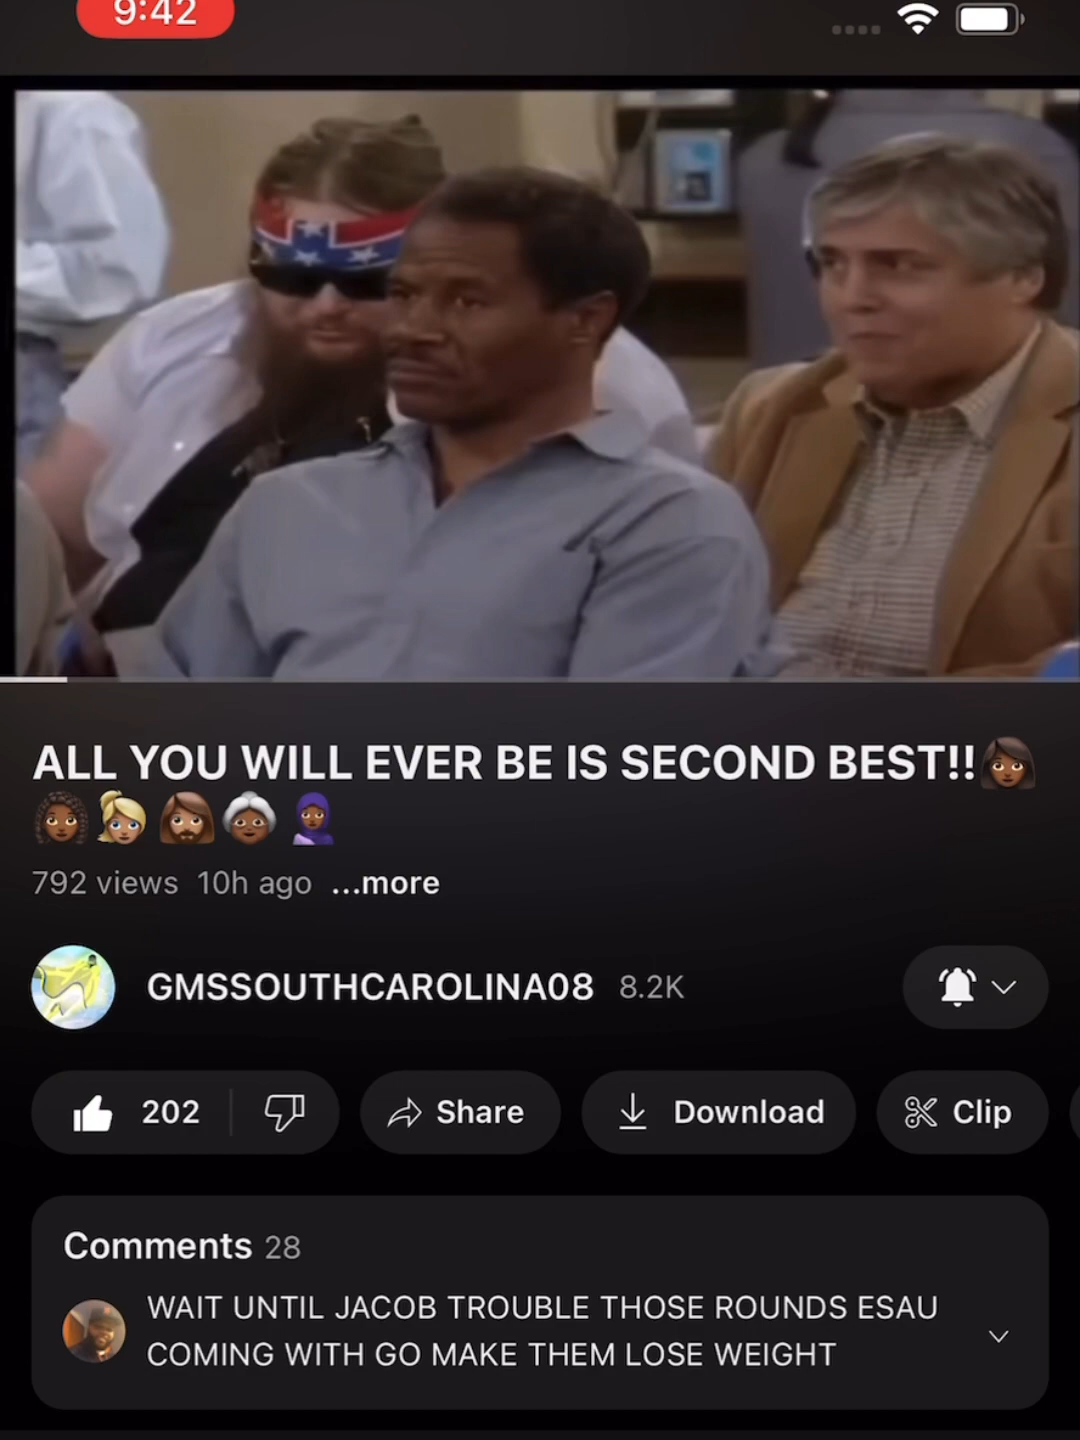 9:42
ALL YOU WILL EVER BE IS SECOND BEST!!👩🏾
👩🏾‍🦱👱🏼‍♀️🧔🏽‍♀️👵🏾🧕🏾
792 views 10h ago ...more
GMSSOUTHCAROLINA08 8.2K
202 Share Download Clip
Comments 28
WAIT UNTIL JACOB TROUBLE THOSE ROUNDS ESAU
COMING WITH GO MAKE THEM LOSE WEIGHT